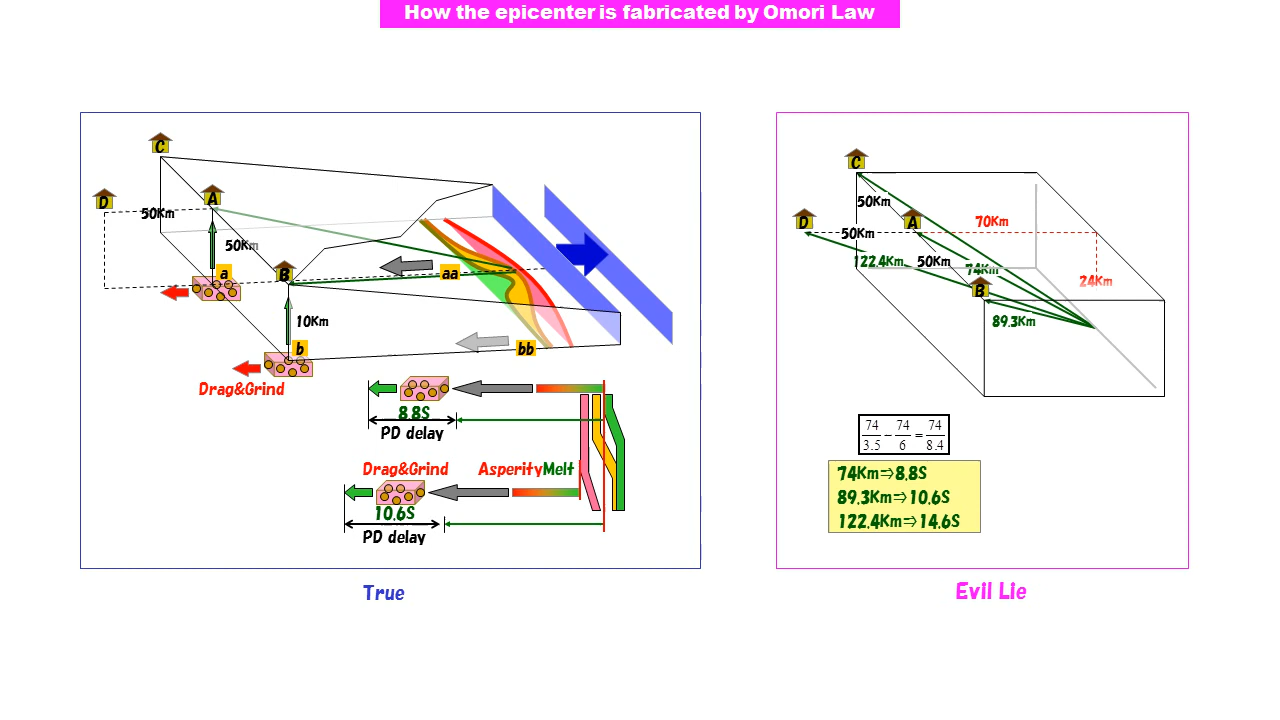 How the epicenter is fabricated by Omori Law
C
D
A
50Km
50Km
a
B
aa
10Km
b
bb
Drag&Grind
8.8S
PD delay
Drag&Grind
AsperityMelt
10.6S
PD delay
True
C
50Km
D
A
70Km
50Km
122.4Km
50Km
74Km
B
24Km
89.3Km
74/3.5 - 74/6 = 74/8.4
74Km⇒8.8S
89.3Km⇒10.6S
122.4Km⇒14.6S
Evil Lie